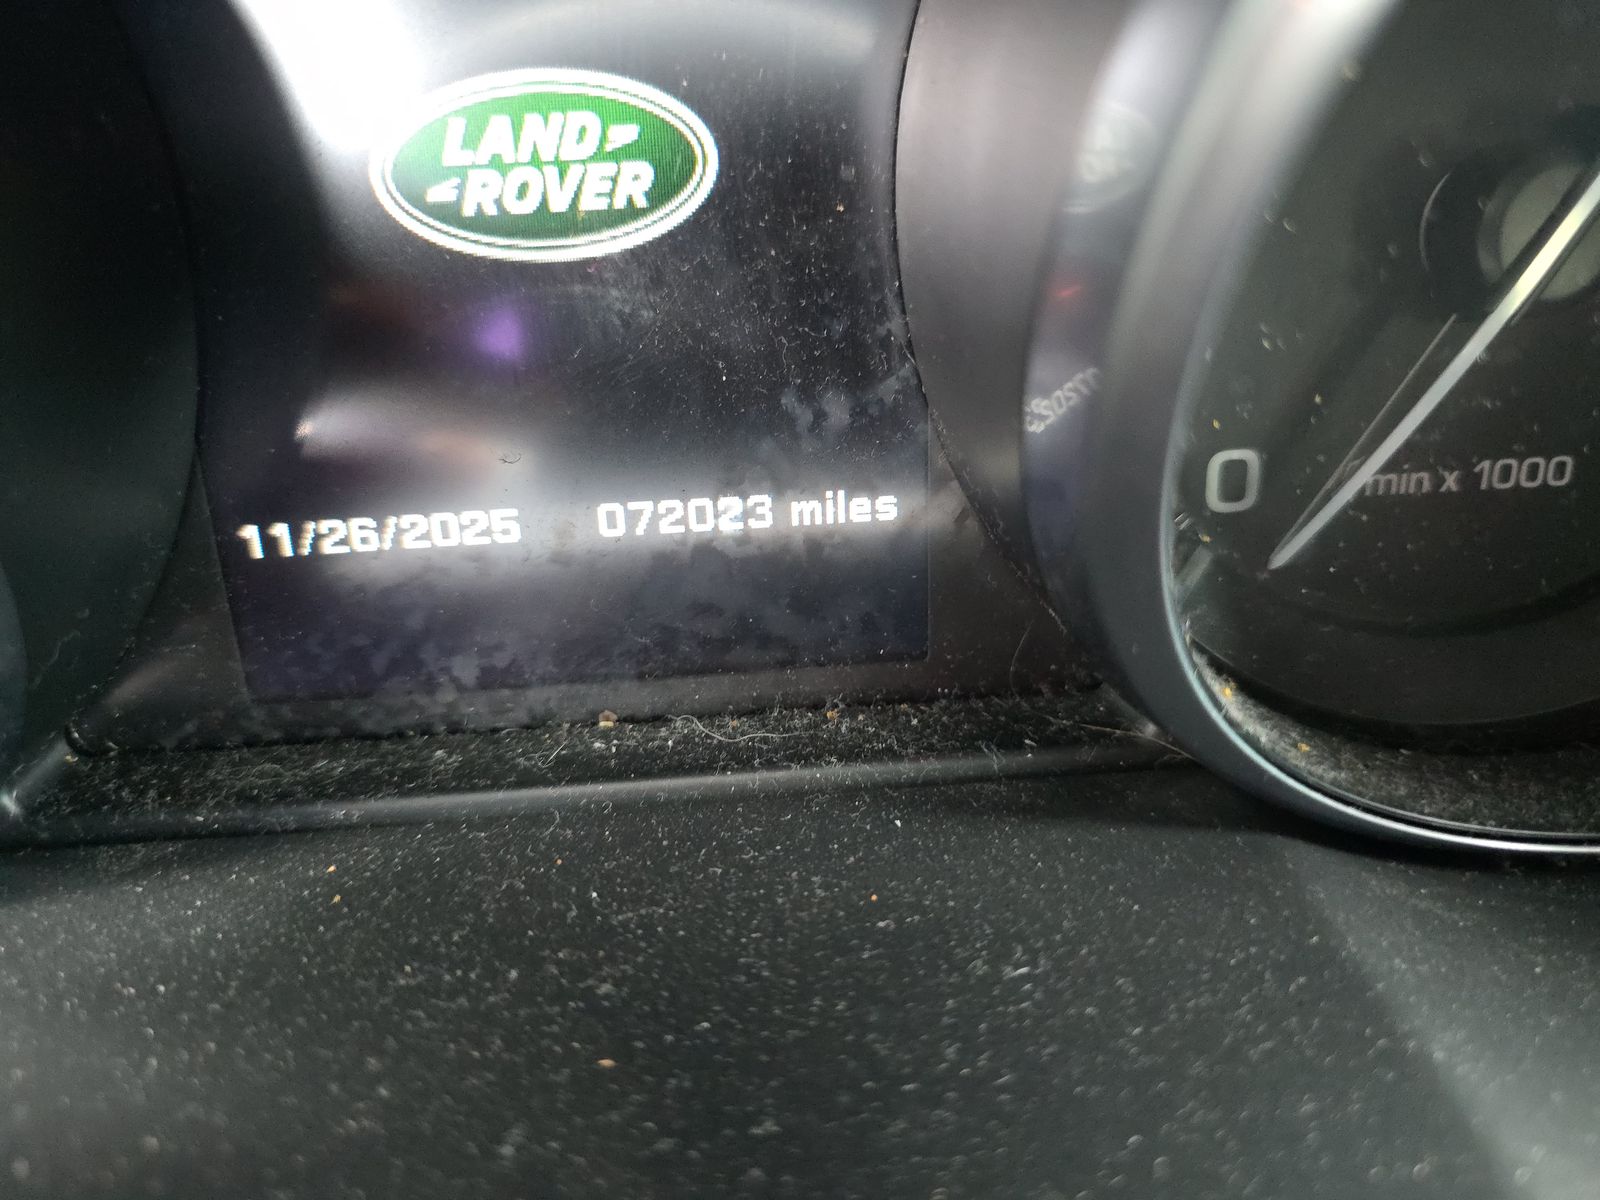 LAND
ROVER
11/26/2025 072023 miles
0
min x 1000